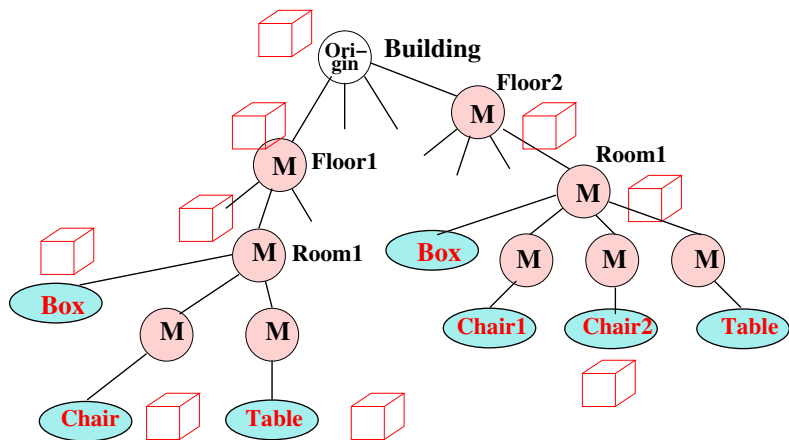 Ori-
gin
Building
Floor2
M
M
Floor1
Room1
M
M
Room1
Box
M
M
M
Box
M
M
Chair1
Chair2
Table
Chair
Table